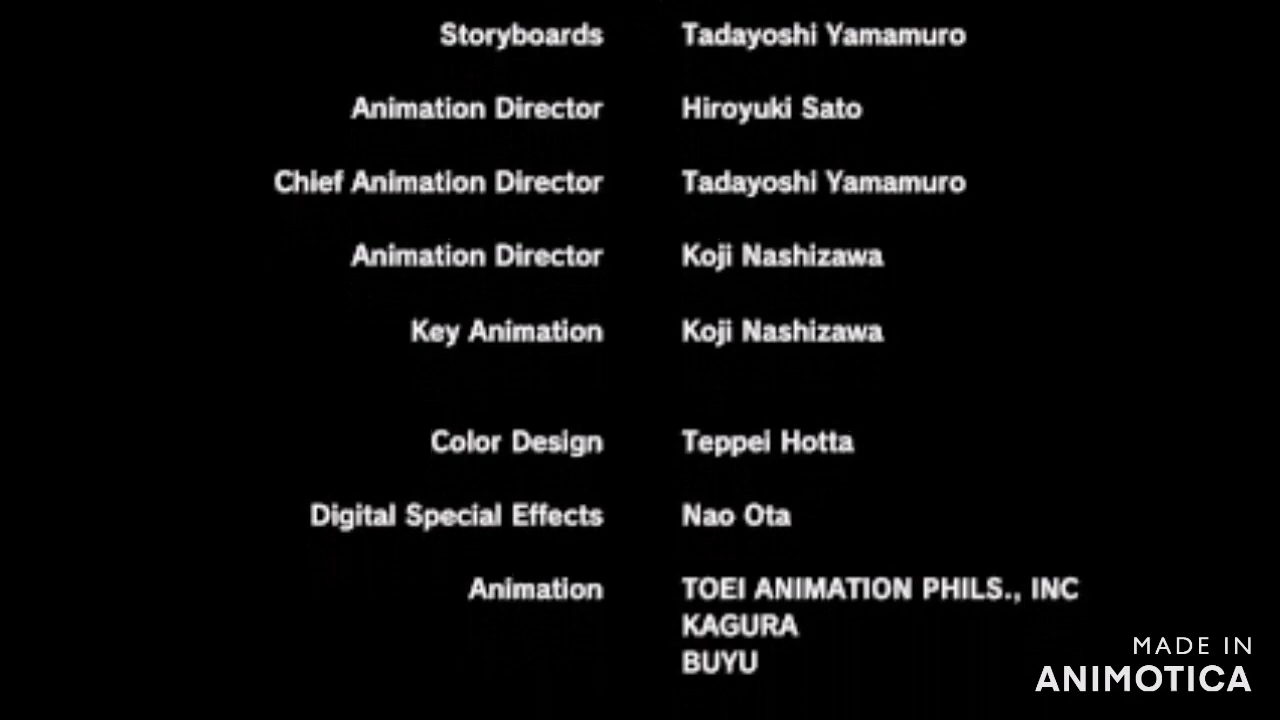 Storyboards Tadayoshi Yamamuro
Animation Director Hiroyuki Sato
Chief Animation Director Tadayoshi Yamamuro
Animation Director Koji Nashizawa
Key Animation Koji Nashizawa
Color Design Teppei Hotta
Digital Special Effects Nao Ota
Animation TOEI ANIMATION PHILS., INC
KAGURA
BUYU
MADE IN
ANIMOTICA